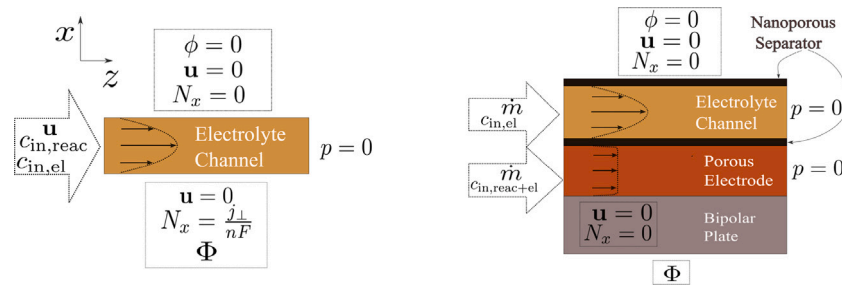 x
z
ϕ = 0
u = 0
N_x = 0
u
c_in,reac
c_in,el
Electrolyte
Channel
p = 0
u = 0
N_x = j_⊥/nF
Φ
ϕ = 0
u = 0
N_x = 0
Nanoporous
Separator
ṁ
c_in,el
Electrolyte
Channel
p = 0
ṁ
c_in,reac+el
Porous
Electrode
p = 0
u = 0
N_x = 0
Bipolar
Plate
Φ